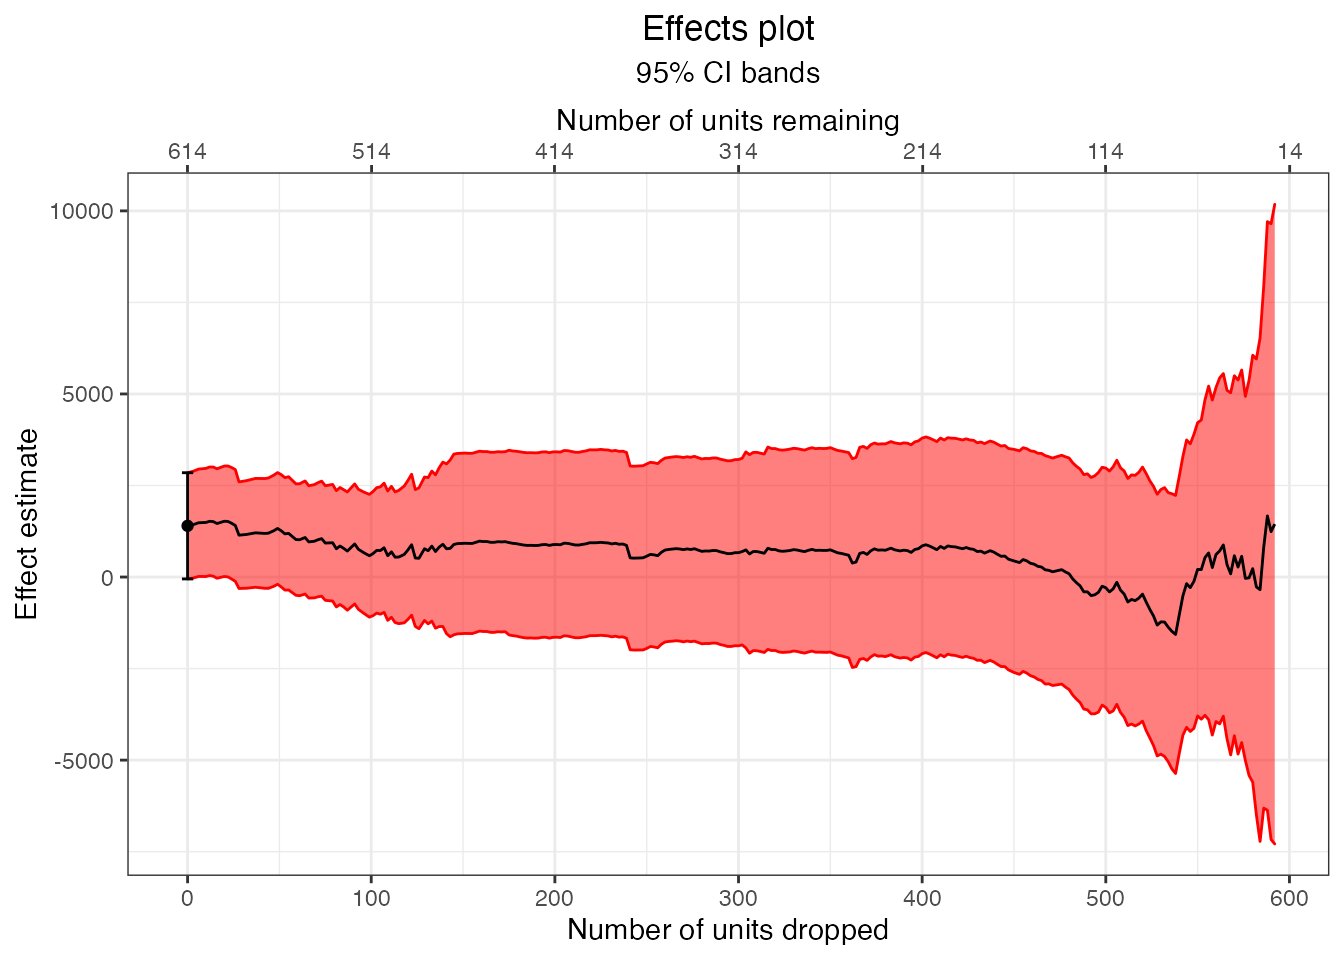 Effects plot
95% CI bands
Number of units remaining
614 514 414 314 214 114 14
10000
5000
0
-5000
Effect estimate
0 100 200 300 400 500 600
Number of units dropped